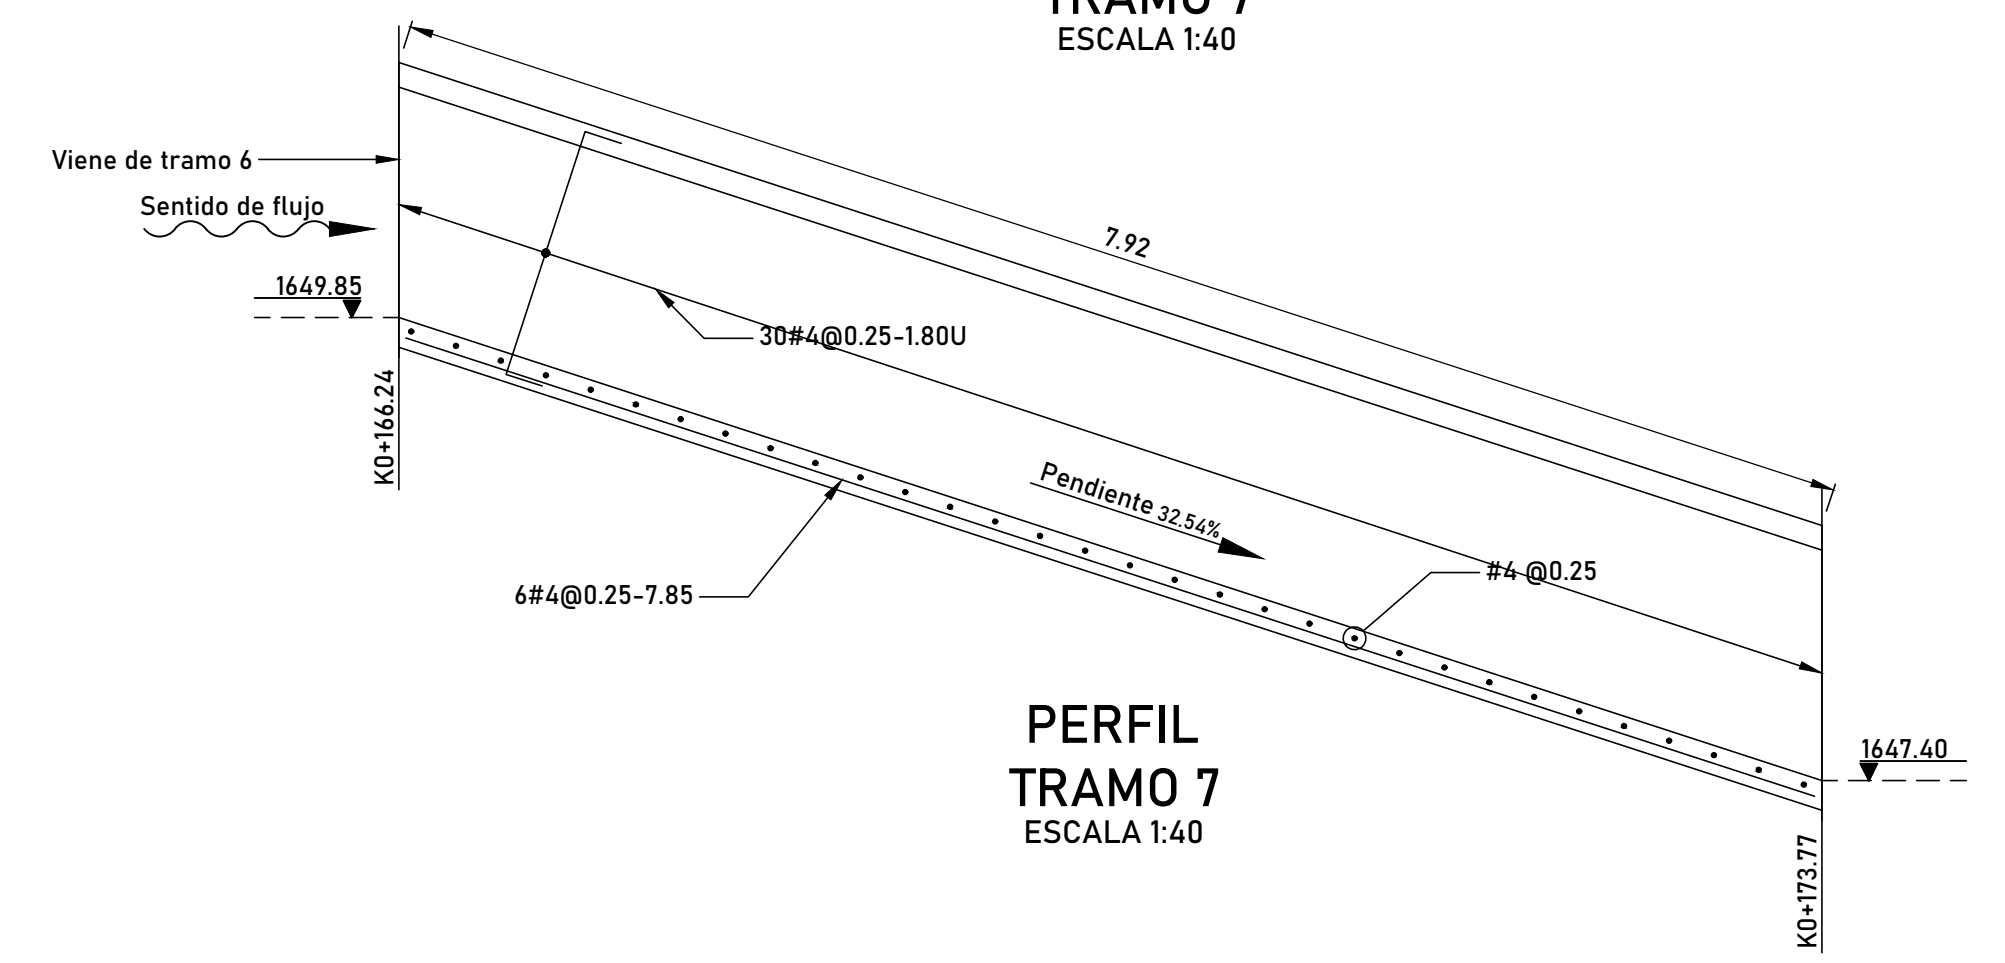 TRAMO 7
ESCALA 1:40
Viene de tramo 6
Sentido de flujo
7.92
1649.85
30#4@0.25-1.80U
K0+166.24
Pendiente 32.54%
#4 @0.25
6#4@0.25-7.85
PERFIL
TRAMO 7
ESCALA 1:40
1647.40
K0+173.77